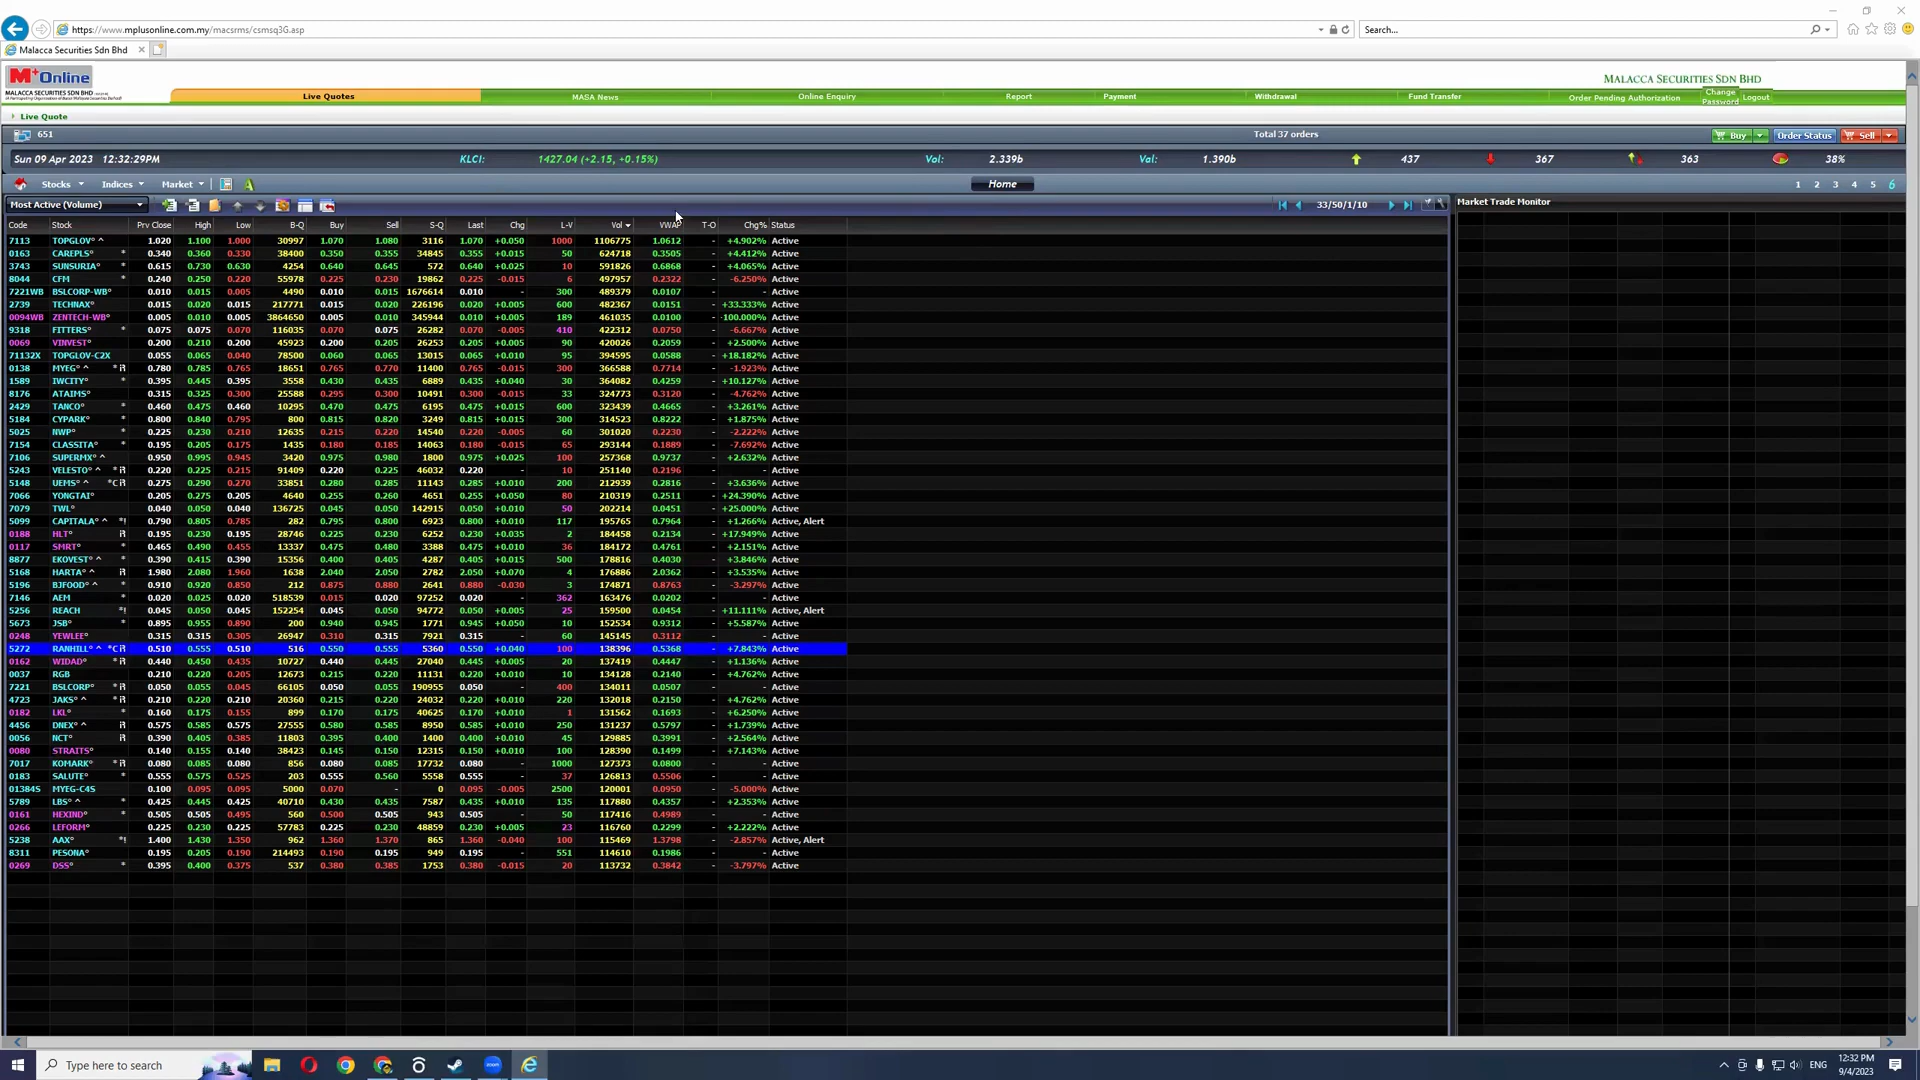 https://www.mplusonline.com.my/macsrms/csmsq3G.asp
Search...
Malacca Securities Sdn Bhd
M+Online
MALACCA SECURITIES SDN BHD
MALACCA SECURITIES SDN BHD
Live Quotes MASA News Online Enquiry Report Payment Withdrawal Fund Transfer Order Pending Authorization Change Password Logout
Live Quote
651 Total 37 orders Buy Order Status Sell
Sun 09 Apr 2023 12:32:29PM KLCI: 1427.04 (+2.15, +0.15%) Vol: 2.339b Val: 1.390b 437 367 363 38%
Stocks Indices Market A Home 1 2 3 4 5 6
Most Active (Volume) 33/50/1/10 Market Trade Monitor
Code Stock Prv Close High Low B-Q Buy Sell S-Q Last Chg L-V Vol VWAP T-O Chg% Status
7113 TOPGLOV° ^ 1.020 1.100 1.000 30997 1.070 1.080 3116 1.070 +0.050 1000 1106775 1.0612 - +4.902% Active
0163 CAREPLS° * 0.340 0.360 0.330 38400 0.350 0.355 34845 0.355 +0.015 50 624718 0.3505 - +4.412% Active
3743 SUNSURIA° * 0.615 0.730 0.630 4254 0.640 0.645 572 0.640 +0.025 10 591826 0.6868 - +4.065% Active
8044 CFM° * 0.240 0.250 0.220 55978 0.225 0.230 19862 0.225 -0.015 6 497957 0.2322 - -6.250% Active
7221WB BSLCORP-WB° 0.010 0.015 0.005 4490 0.010 0.015 1676614 0.010 - 300 489379 0.0107 - - Active
2739 TECHNAX° 0.015 0.020 0.015 217771 0.015 0.020 226196 0.020 +0.005 600 482367 0.0151 - +33.333% Active
0094WB ZENTECH-WB° 0.005 0.010 0.005 3864650 0.005 0.010 345944 0.010 +0.005 189 461035 0.0100 - -100.000% Active
9318 FITTERS° * 0.075 0.075 0.070 116035 0.070 0.075 26282 0.070 -0.005 410 422312 0.0750 - -6.667% Active
0069 VINVEST° 0.200 0.210 0.200 45923 0.200 0.205 26253 0.205 +0.005 90 420026 0.2059 - +2.500% Active
71132X TOPGLOV-C2X 0.055 0.065 0.040 78500 0.060 0.065 13015 0.065 +0.010 95 394595 0.0588 - +18.182% Active
0138 MYEG° ^ * 0.780 0.785 0.765 18651 0.765 0.770 11400 0.765 -0.015 300 366588 0.7714 - -1.923% Active
1589 IWCITY° * 0.395 0.445 0.395 3558 0.430 0.435 6889 0.435 +0.040 30 364082 0.4259 - +10.127% Active
8176 ATAIMS° 0.315 0.325 0.300 25588 0.295 0.300 10491 0.300 -0.015 33 324773 0.3120 - -4.762% Active
2429 TANCO° * 0.460 0.475 0.460 10295 0.470 0.475 6195 0.475 +0.015 600 323439 0.4665 - +3.261% Active
5184 CYPARK° * 0.800 0.840 0.795 800 0.815 0.820 3249 0.815 +0.015 300 314523 0.8222 - +1.875% Active
5025 NWP° * 0.225 0.230 0.210 12635 0.215 0.220 14540 0.220 -0.005 60 301020 0.2230 - -2.222% Active
7154 CLASSITA° * 0.195 0.205 0.175 1435 0.180 0.185 14063 0.180 -0.015 65 293144 0.1889 - -7.692% Active
7106 SUPERMX° ^ 0.950 0.995 0.945 3420 0.975 0.980 1800 0.975 +0.025 100 257368 0.9737 - +2.632% Active
5243 VELESTO° ^ * 0.220 0.225 0.215 91409 0.220 0.225 46032 0.220 - 10 251140 0.2196 - - Active
5148 UEMS° ^ *C 0.275 0.290 0.270 33851 0.280 0.285 11143 0.285 +0.010 200 212939 0.2816 - +3.636% Active
7066 YONGTAI° 0.205 0.275 0.205 4640 0.255 0.260 4651 0.255 +0.050 80 210319 0.2511 - +24.390% Active
7079 TWL° 0.040 0.050 0.040 136725 0.045 0.050 142915 0.050 +0.010 50 202214 0.0451 - +25.000% Active
5099 CAPITALA° ^ *! 0.790 0.805 0.785 282 0.795 0.800 6923 0.800 +0.010 117 195765 0.7964 - +1.266% Active, Alert
0188 HLT° 0.195 0.230 0.195 28746 0.225 0.230 6252 0.230 +0.035 2 184458 0.2134 - +17.949% Active
0117 SMRT° * 0.465 0.490 0.455 13337 0.475 0.480 3388 0.475 +0.010 36 184172 0.4761 - +2.151% Active
8877 EKOVEST° ^ * 0.390 0.415 0.390 15356 0.400 0.405 4287 0.405 +0.015 500 178816 0.4030 - +3.846% Active
5168 HARTA° ^ 1.980 2.080 1.960 1638 2.040 2.050 2782 2.050 +0.070 4 176886 2.0362 - +3.535% Active
5196 BJFOOD° ^ * 0.910 0.920 0.850 212 0.875 0.880 2641 0.880 -0.030 3 174871 0.8763 - -3.297% Active
7146 AEM 0.020 0.025 0.020 518539 0.015 0.020 97252 0.020 - 362 163476 0.0202 - - Active
5256 REACH *! 0.045 0.050 0.045 152254 0.045 0.050 94772 0.050 +0.005 25 159500 0.0454 - +11.111% Active, Alert
5673 JSB° * 0.895 0.955 0.890 200 0.940 0.945 1771 0.945 +0.050 10 152534 0.9312 - +5.587% Active
0248 YEWLEE° 0.315 0.315 0.305 26947 0.310 0.315 7921 0.315 - 60 145145 0.3112 - - Active
5272 RANHILL° ^ *C 0.510 0.555 0.510 516 0.550 0.555 5360 0.550 +0.040 100 138396 0.5368 - +7.843% Active
0162 WIDAD° * 0.440 0.450 0.435 10727 0.440 0.445 27040 0.445 +0.005 20 137419 0.4447 - +1.136% Active
0037 RGB 0.210 0.220 0.205 12673 0.215 0.220 11131 0.220 +0.010 10 134128 0.2140 - +4.762% Active
7221 BSLCORP° * 0.050 0.055 0.045 66105 0.050 0.055 190955 0.050 - 400 134011 0.0507 - - Active
4723 JAKS° ^ * 0.210 0.220 0.210 20360 0.215 0.220 24032 0.220 +0.010 220 132018 0.2150 - +4.762% Active
0182 LKL° * 0.160 0.175 0.155 899 0.170 0.175 40625 0.170 +0.010 1 131562 0.1693 - +6.250% Active
4456 DNEX° ^ * 0.575 0.585 0.575 27555 0.580 0.585 8950 0.585 +0.010 250 131237 0.5797 - +1.739% Active
0056 NCT° 0.390 0.405 0.385 11803 0.395 0.400 1400 0.400 +0.010 45 129885 0.3991 - +2.564% Active
0080 STRAITS° 0.140 0.155 0.140 38423 0.145 0.150 12315 0.150 +0.010 100 128390 0.1499 - +7.143% Active
7017 KOMARK° * 0.080 0.085 0.080 856 0.080 0.085 17732 0.080 - 1000 127373 0.0800 - - Active
0183 SALUTE° * 0.555 0.575 0.525 203 0.555 0.560 5558 0.555 - 37 126813 0.5506 - - Active
01384S MYEG-C4S 0.100 0.095 0.095 5000 0.070 - 0 0.095 -0.005 2500 120001 0.0950 - -5.000% Active
5789 LBS° ^ * 0.425 0.445 0.425 40710 0.430 0.435 7587 0.435 +0.010 135 117880 0.4357 - +2.353% Active
0161 HEXIND° * 0.505 0.505 0.495 560 0.500 0.505 943 0.505 - 50 117416 0.4989 - - Active
0266 LEFORM° 0.225 0.230 0.225 57783 0.225 0.230 48859 0.230 +0.005 23 116760 0.2299 - +2.222% Active
5238 AAX° *! 1.400 1.430 1.350 962 1.360 1.370 865 1.360 -0.040 100 115469 1.3798 - -2.857% Active, Alert
8311 PESONA° 0.195 0.205 0.190 214493 0.190 0.195 949 0.195 - 551 114610 0.1986 - - Active
0269 DSS° * 0.395 0.400 0.375 537 0.380 0.385 1753 0.380 -0.015 20 113732 0.3842 - -3.797% Active
Type here to search
ENG
12:32 PM
9/4/2023